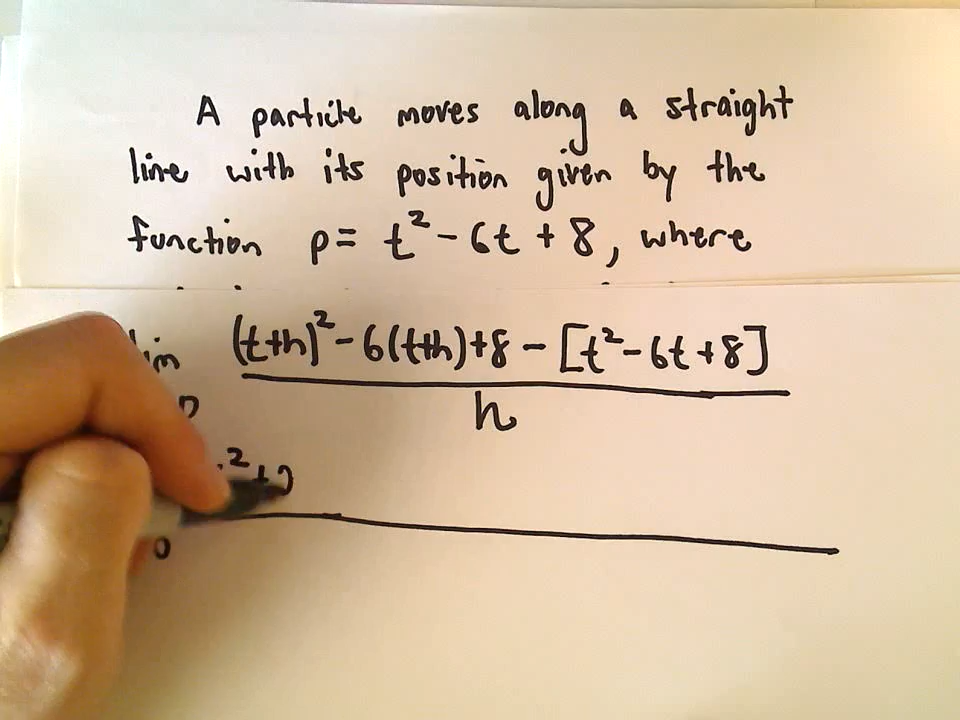 A particle moves along a straight
line with its position given by the
function p = t² - 6t + 8, where
(t+h)² - 6(t+h) + 8 - [t² - 6t + 8]
h